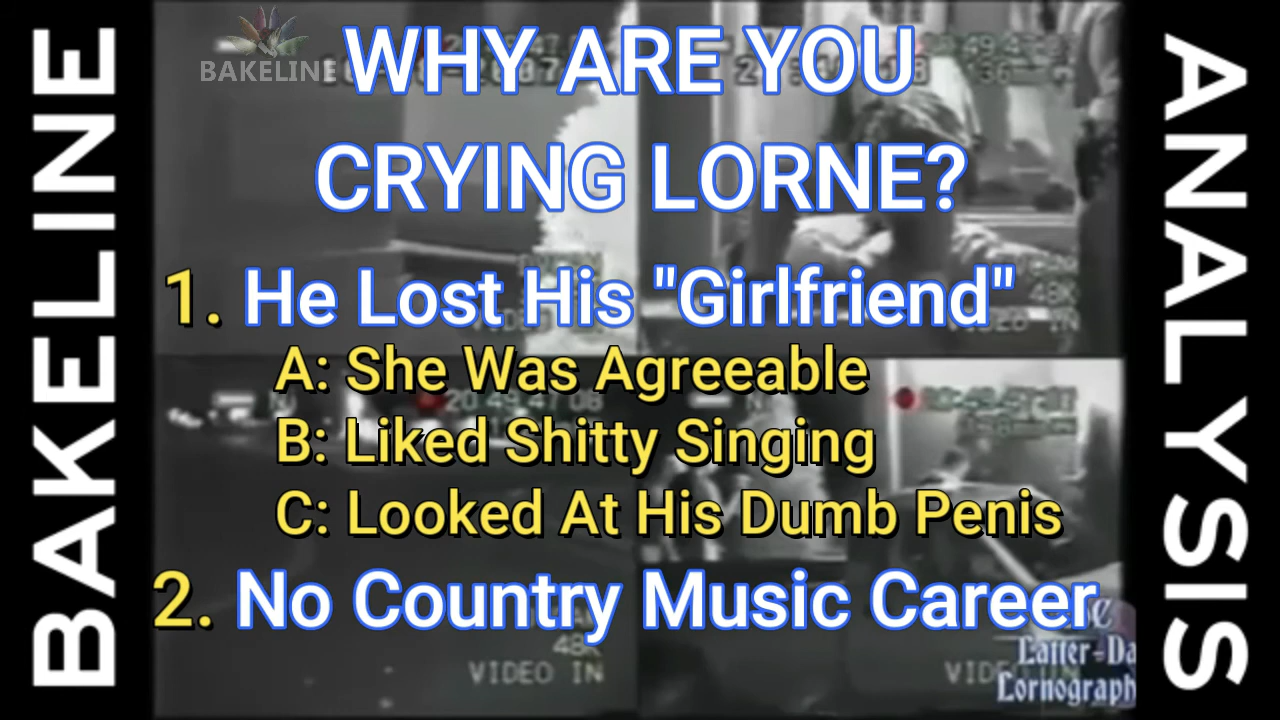 BAKELINE
BAKELINE
WHY ARE YOU
CRYING LORNE?
1. He Lost His "Girlfriend"
A: She Was Agreeable
B: Liked Shitty Singing
C: Looked At His Dumb Penis
2. No Country Music Career
48K
VIDEO IN
Latter-Da
Lornograph
ANALYSIS